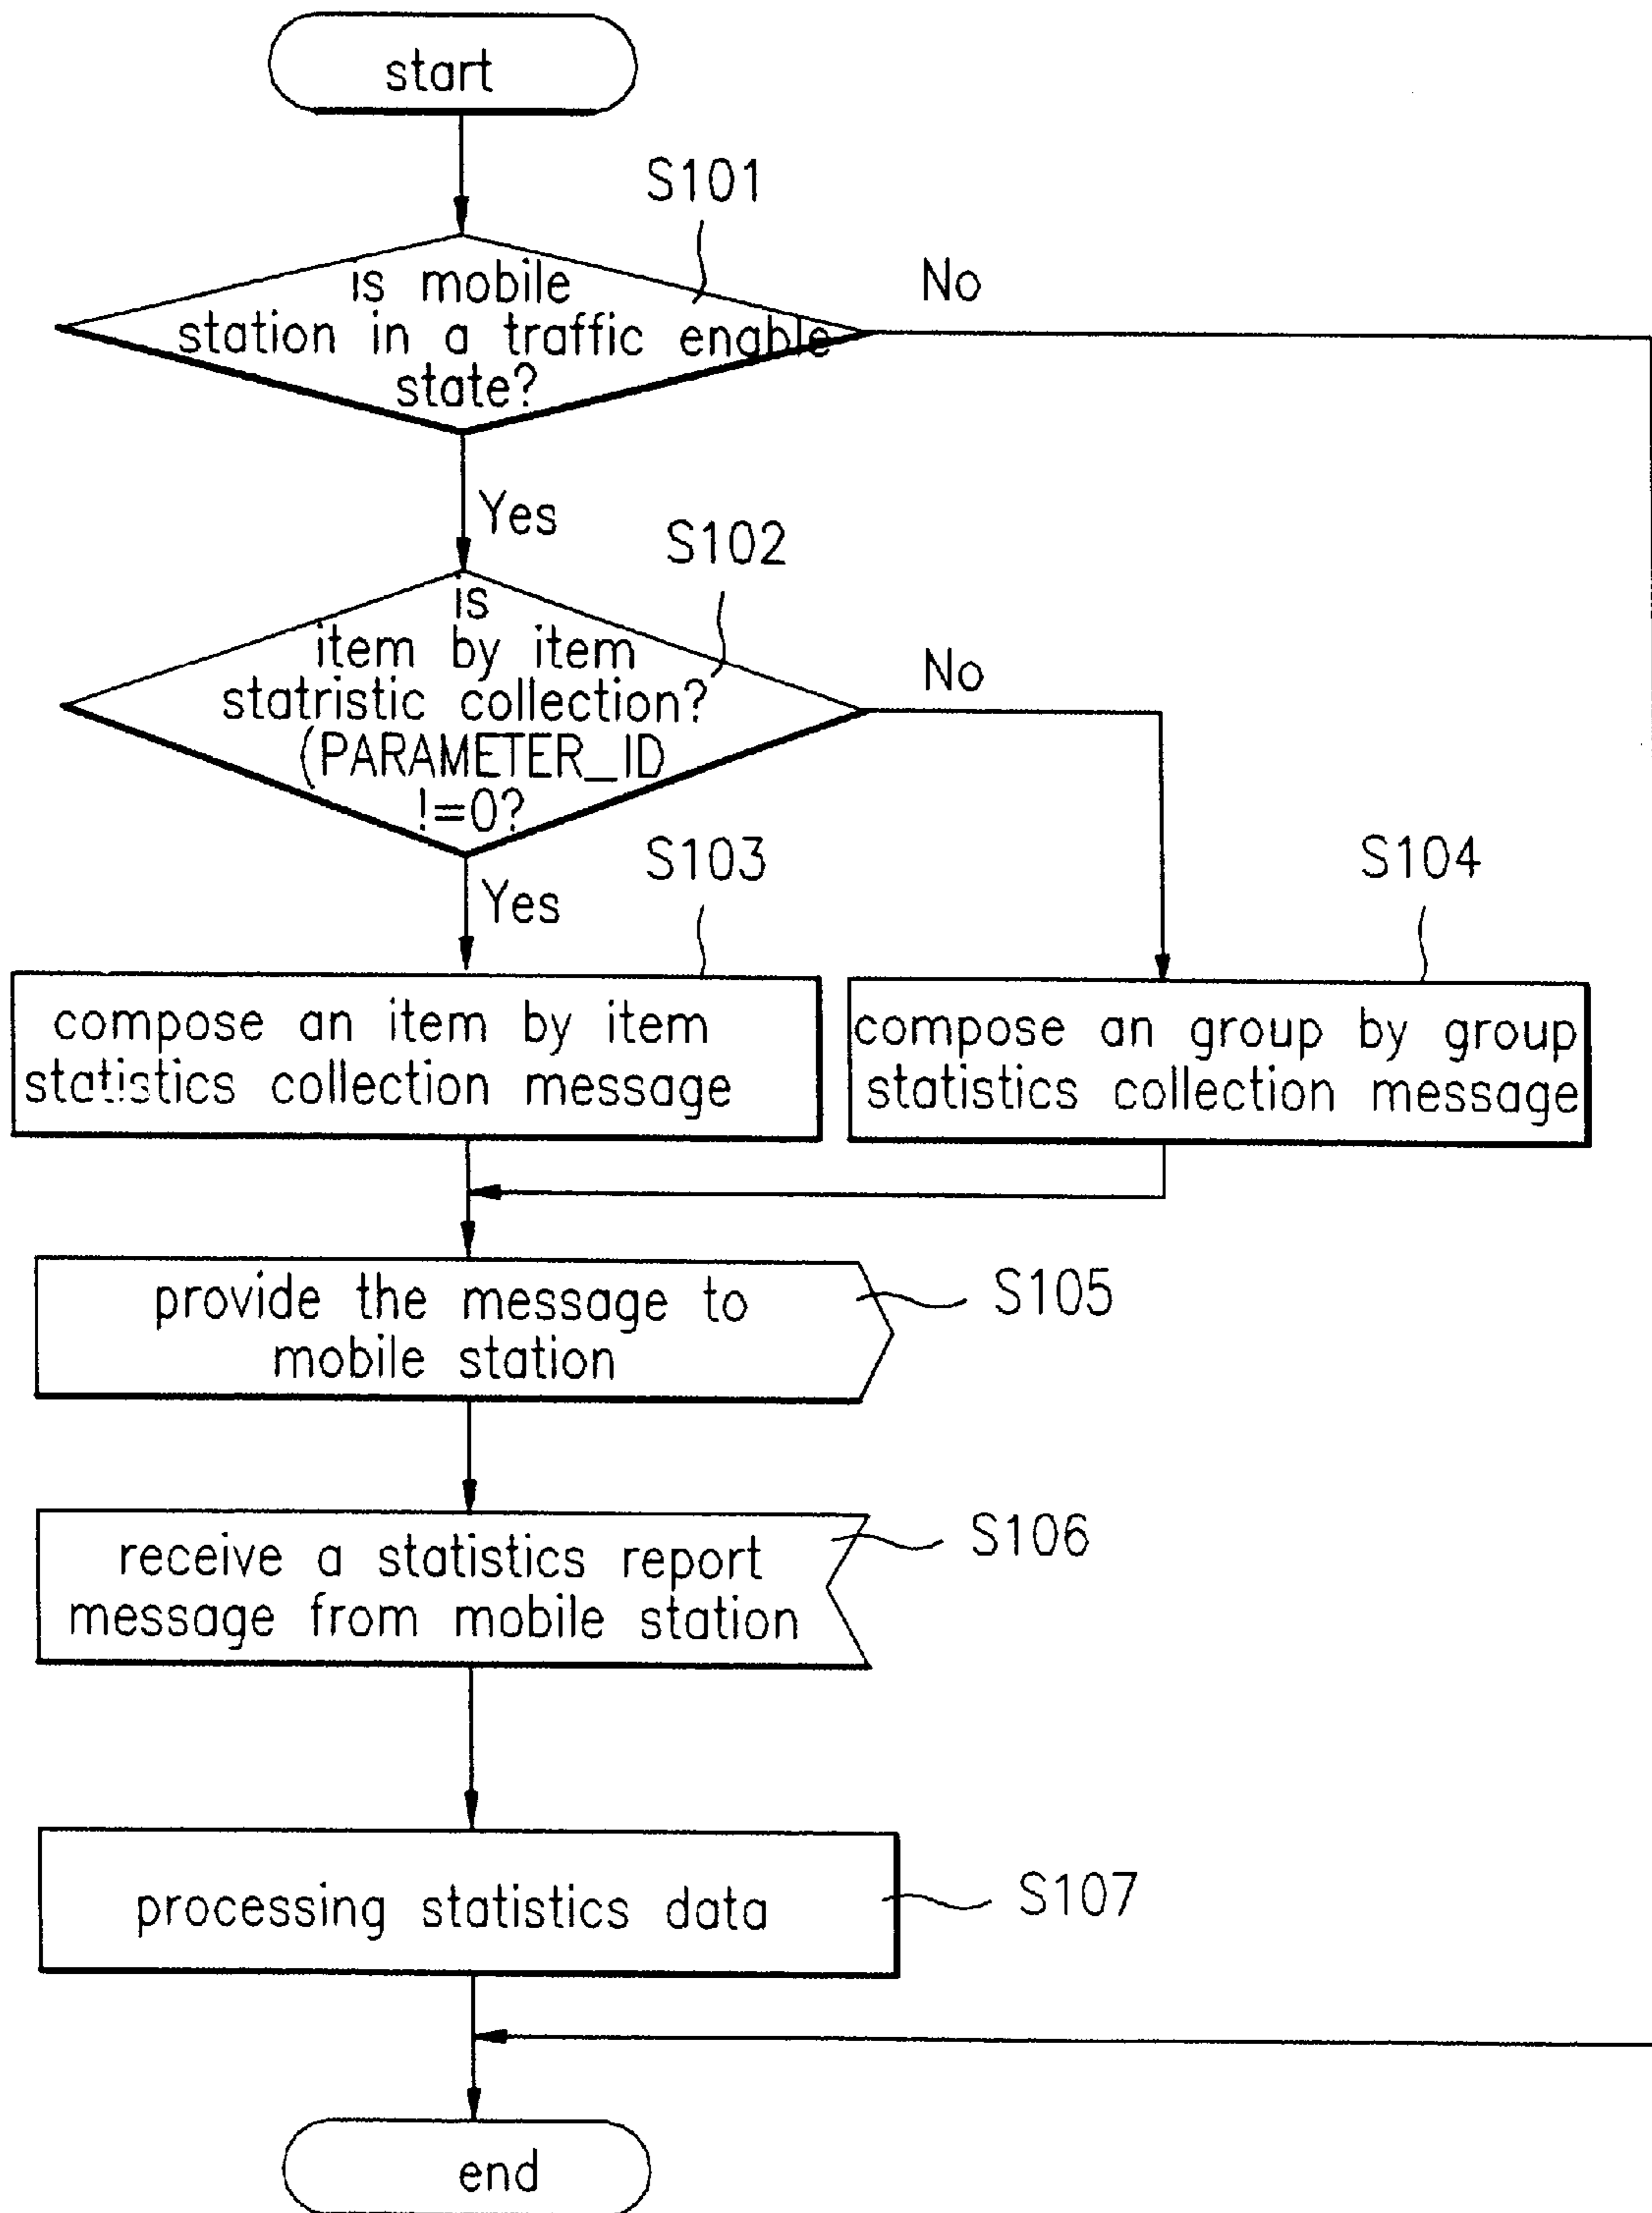 start
S101
is mobile
station in a traffic enable
state?
No
Yes
S102
is
item by item
statristic collection?
(PARAMETER_ID
!=0?
No
Yes
S103
S104
compose an item by item
statistics collection message
compose an group by group
statistics collection message
provide the message to
mobile station
S105
receive a statistics report
message from mobile station
S106
processing statistics data
S107
end